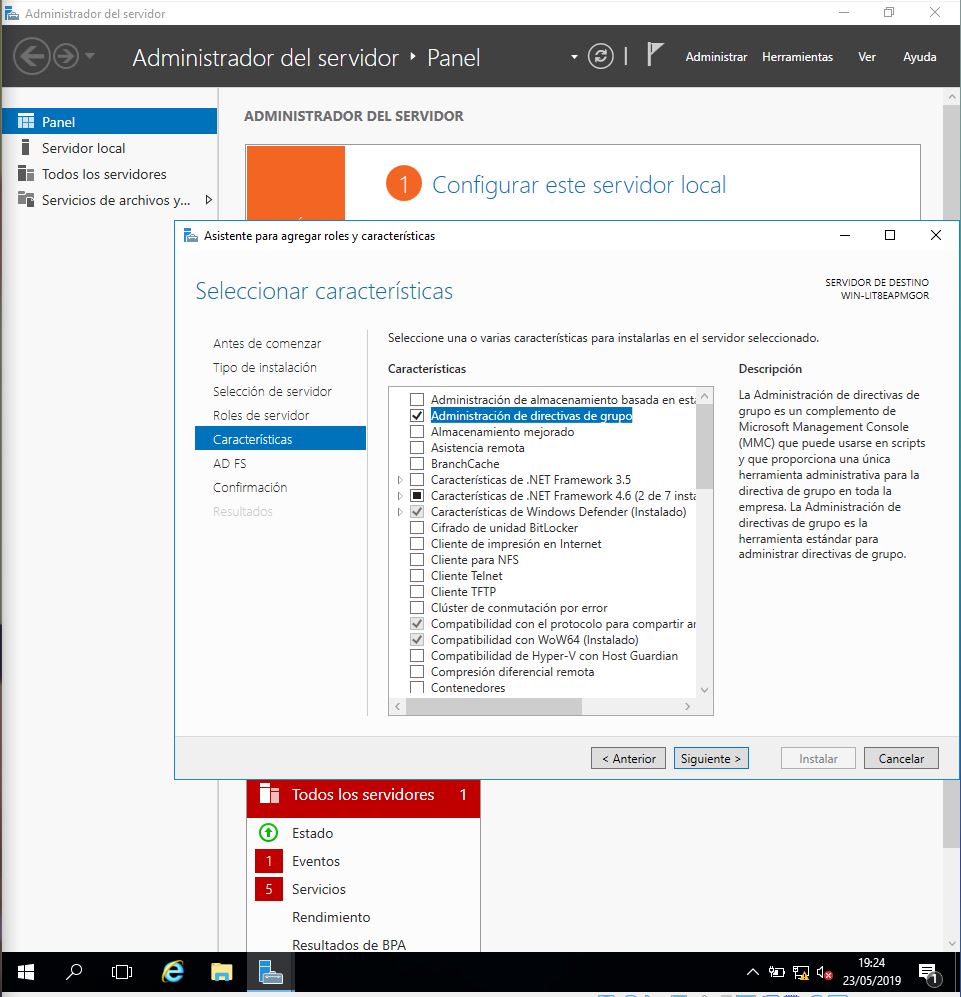 Administrador del servidor
Administrador del servidor
Panel
Administrar
Herramientas
Ver
Ayuda
Panel
Servidor local
Todos los servidores
Servicios de archivos y...
ADMINISTRADOR DEL SERVIDOR
1
Configurar este servidor local
Asistente para agregar roles y características
Seleccionar características
SERVIDOR DE DESTINO
WIN-LIT8EAPMGOR
Antes de comenzar
Tipo de instalación
Selección de servidor
Roles de servidor
Características
AD FS
Confirmación
Resultados
Seleccione una o varias características para instalarlas en el servidor seleccionado.
Características
Administración de almacenamiento basada en está
Administración de directivas de grupo
Almacenamiento mejorado
Asistencia remota
BranchCache
Características de .NET Framework 3.5
Características de .NET Framework 4.6 (2 de 7 insta
Características de Windows Defender (Instalado)
Cifrado de unidad BitLocker
Cliente de impresión en Internet
Cliente para NFS
Cliente Telnet
Cliente TFTP
Clúster de conmutación por error
Compatibilidad con el protocolo para compartir ar
Compatibilidad con WoW64 (Instalado)
Compatibilidad de Hyper-V con Host Guardian
Compresión diferencial remota
Contenedores
Descripción
La Administración de directivas de
grupo es un complemento de
Microsoft Management Console
(MMC) que puede usarse en scripts
y que proporciona una única
herramienta administrativa para la
directiva de grupo en toda la
empresa. La Administración de
directivas de grupo es la
herramienta estándar para
administrar directivas de grupo.
< Anterior
Siguiente >
Instalar
Cancelar
Todos los servidores
1
Estado
1
Eventos
5
Servicios
Rendimiento
Resultados de BPA
19:24
23/05/2019
1